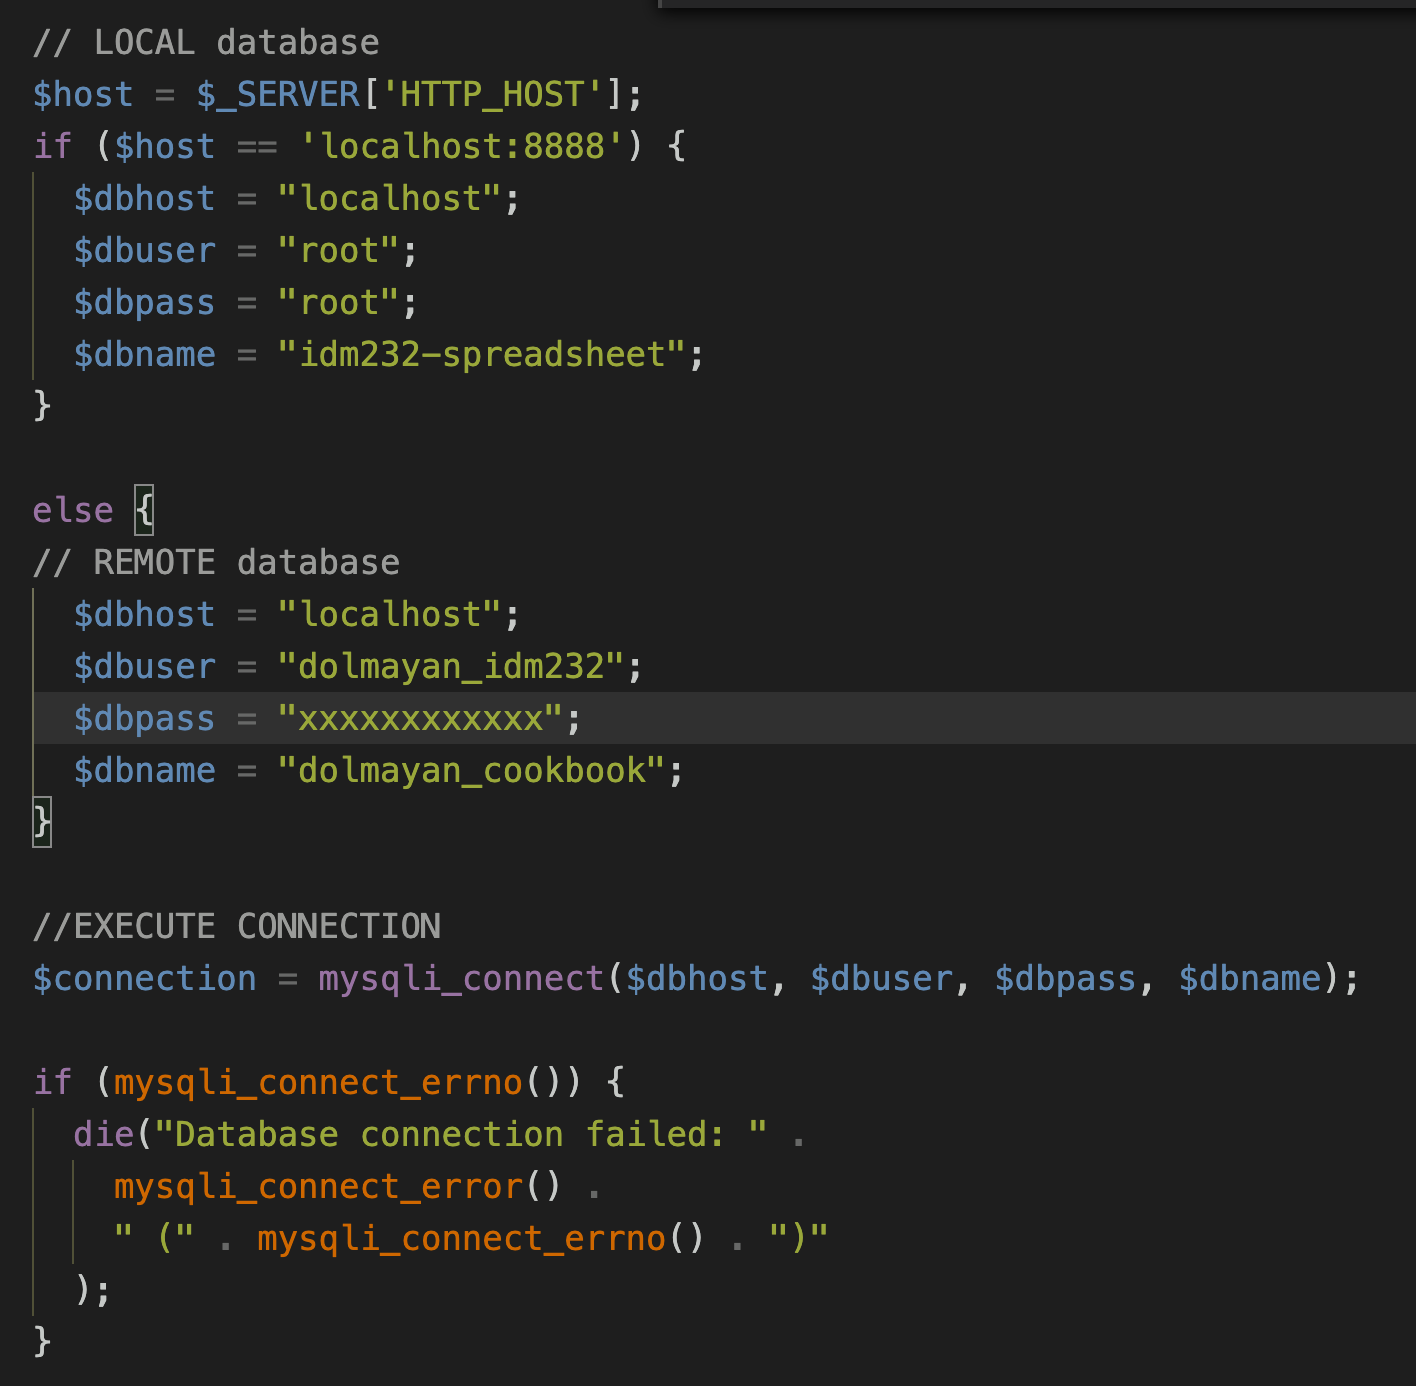 // LOCAL database
$host = $_SERVER['HTTP_HOST'];
if ($host == 'localhost:8888') {
  $dbhost = "localhost";
  $dbuser = "root";
  $dbpass = "root";
  $dbname = "idm232-spreadsheet";
}

else {
// REMOTE database
  $dbhost = "localhost";
  $dbuser = "dolmayan_idm232";
  $dbpass = "xxxxxxxxxxxx";
  $dbname = "dolmayan_cookbook";
}

//EXECUTE CONNECTION
$connection = mysqli_connect($dbhost, $dbuser, $dbpass, $dbname);

if (mysqli_connect_errno()) {
  die("Database connection failed: " .
    mysqli_connect_error() .
    " (" . mysqli_connect_errno() . ")"
  );
}